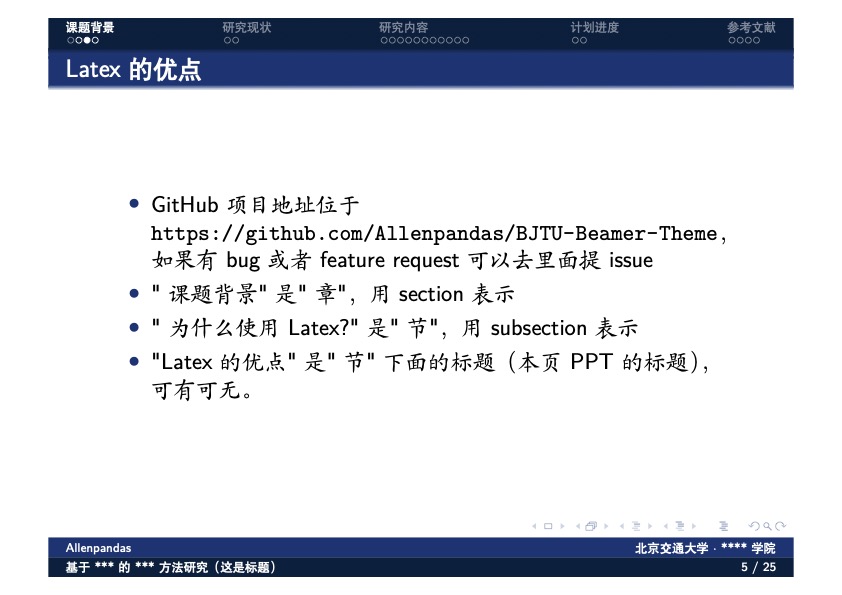 课题背景 研究现状 研究内容 计划进度 参考文献
Latex 的优点
GitHub 项目地址位于
https://github.com/Allenpandas/BJTU-Beamer-Theme，
如果有 bug 或者 feature request 可以去里面提 issue
" 课题背景" 是" 章"，用 section 表示
" 为什么使用 Latex?" 是" 节"，用 subsection 表示
"Latex 的优点" 是" 节" 下面的标题（本页 PPT 的标题），
可有可无。
Allenpandas 北京交通大学 · **** 学院
基于 *** 的 *** 方法研究（这是标题） 5 / 25